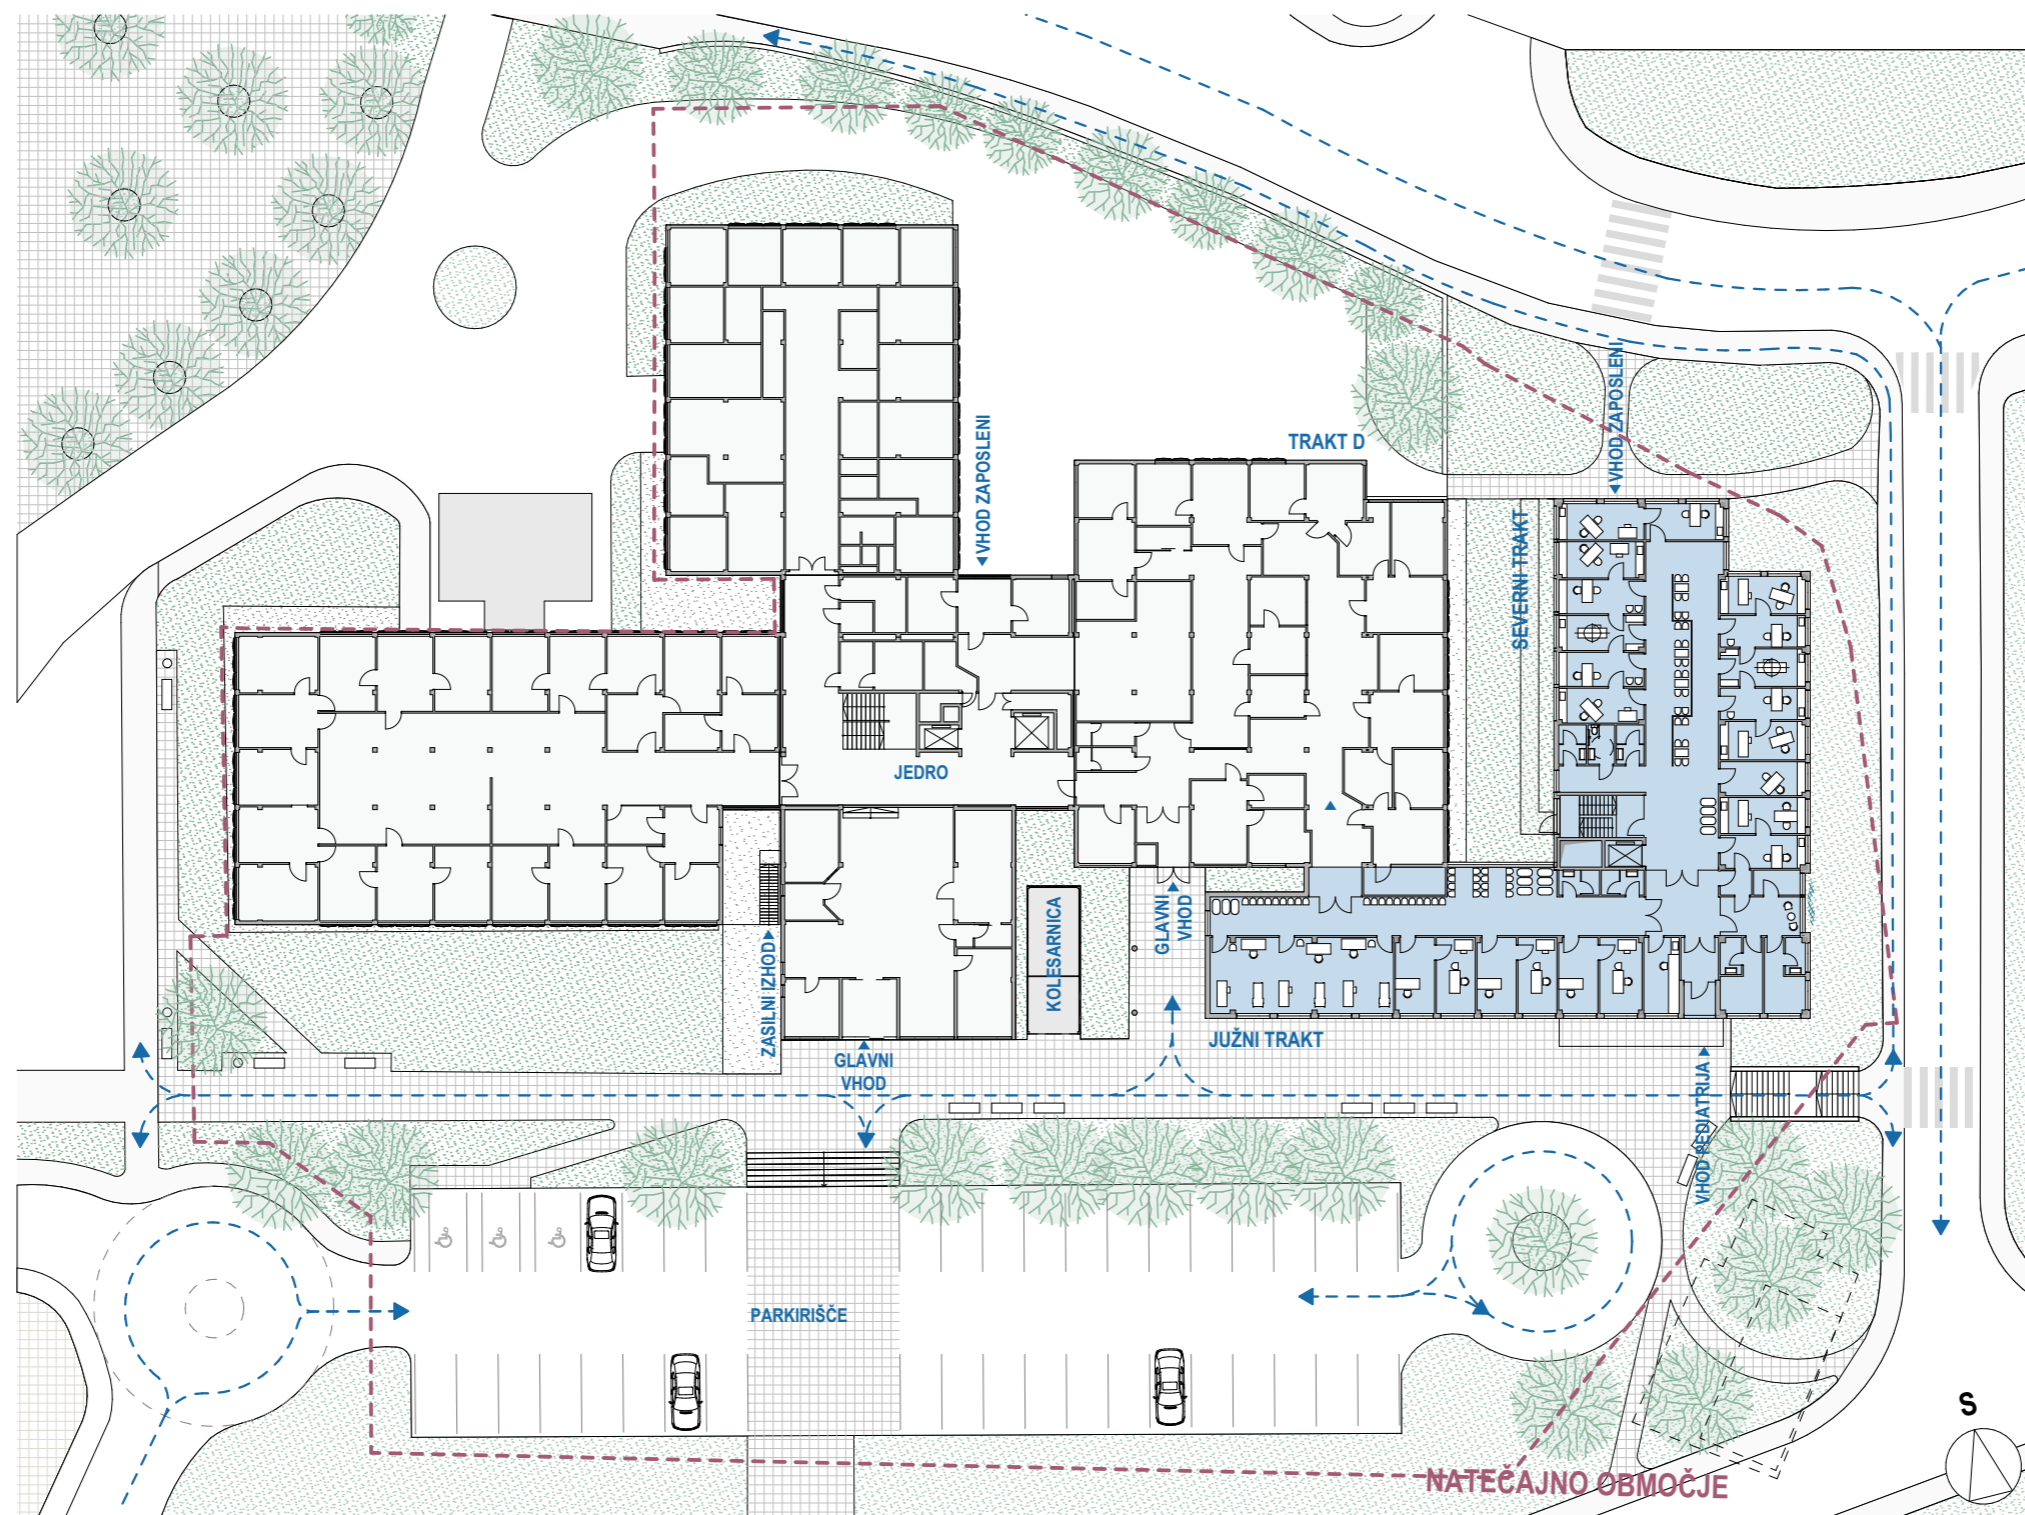 VHOD ZAPOSLENI
VHOD ZAPOSLENI
TRAKT D
SEVERNI TRAKT
JEDRO
GLAVNI
VHOD
KOLESARNICA
ZASILNI IZHOD
JUŽNI TRAKT
GLAVNI
VHOD
VHOD PEDIATRIJA
PARKIRIŠČE
S
NATEČAJNO OBMOČJE